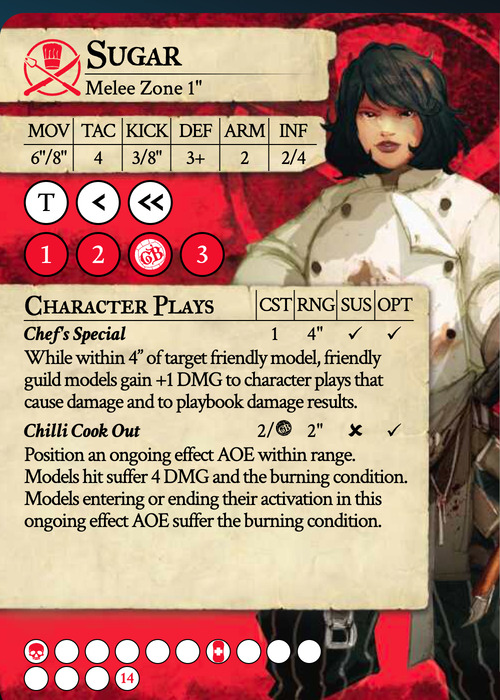 SUGAR
Melee Zone 1"
MOV TAC KICK DEF ARM INF
6"/8" 4 3/8" 3+ 2 2/4
T < <<
1 2 GB 3
CHARACTER PLAYS CST RNG SUS OPT
Chef's Special 1 4" ✓ ✓
While within 4” of target friendly model, friendly
guild models gain +1 DMG to character plays that
cause damage and to playbook damage results.
Chilli Cook Out 2/GB 2" ✘ ✓
Position an ongoing effect AOE within range.
Models hit suffer 4 DMG and the burning condition.
Models entering or ending their activation in this
ongoing effect AOE suffer the burning condition.
14